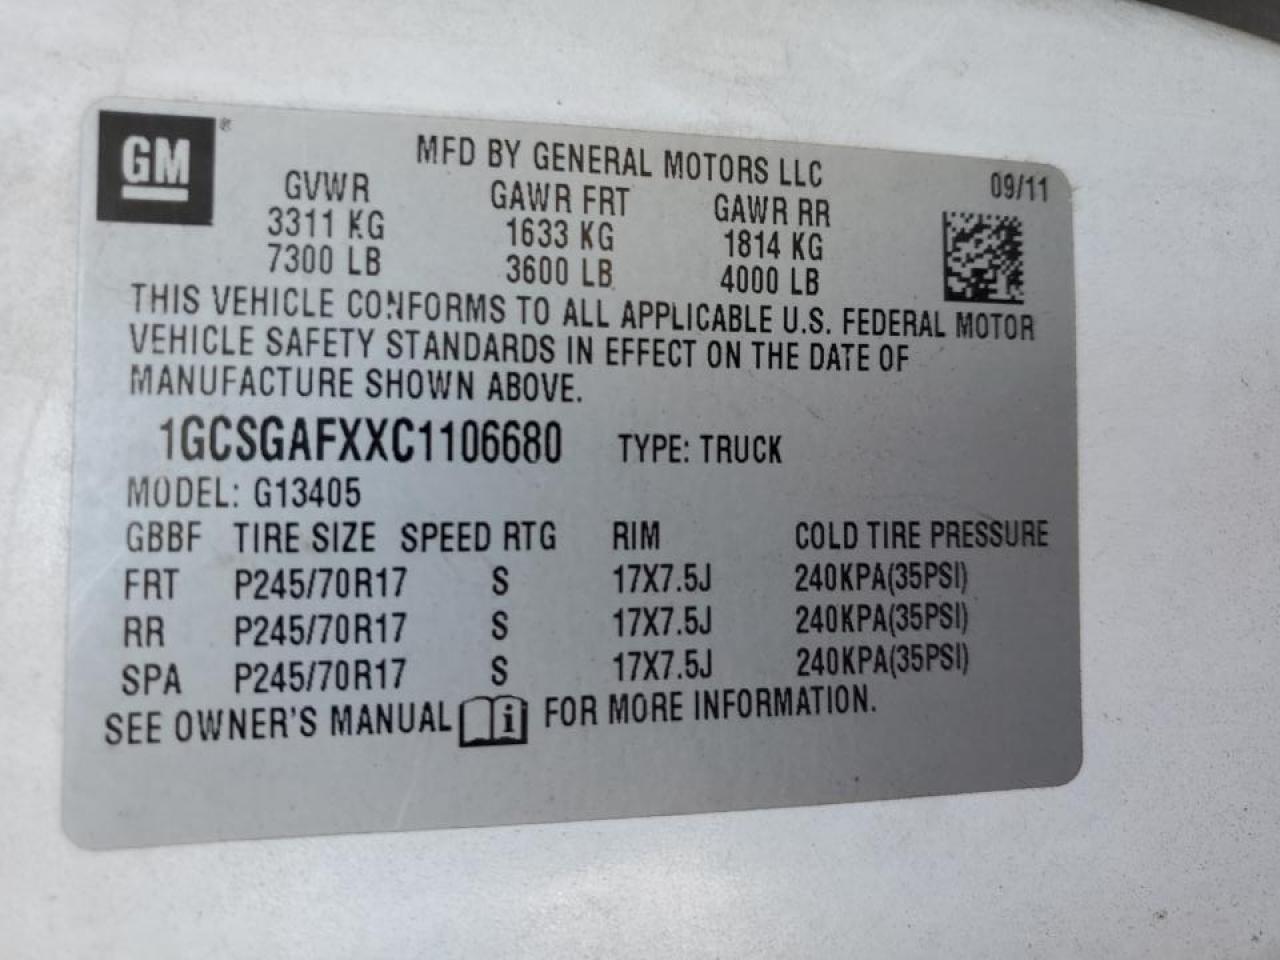 GM®
MFD BY GENERAL MOTORS LLC
09/11
GVWR GAWR FRT GAWR RR
3311 KG 1633 KG 1814 KG
7300 LB 3600 LB 4000 LB
THIS VEHICLE CONFORMS TO ALL APPLICABLE U.S. FEDERAL MOTOR
VEHICLE SAFETY STANDARDS IN EFFECT ON THE DATE OF
MANUFACTURE SHOWN ABOVE.
1GCSGAFXXC1106680 TYPE: TRUCK
MODEL: G13405
GBBF TIRE SIZE SPEED RTG RIM COLD TIRE PRESSURE
FRT P245/70R17 S 17X7.5J 240KPA(35PSI)
RR P245/70R17 S 17X7.5J 240KPA(35PSI)
SPA P245/70R17 S 17X7.5J 240KPA(35PSI)
SEE OWNER'S MANUAL i FOR MORE INFORMATION.